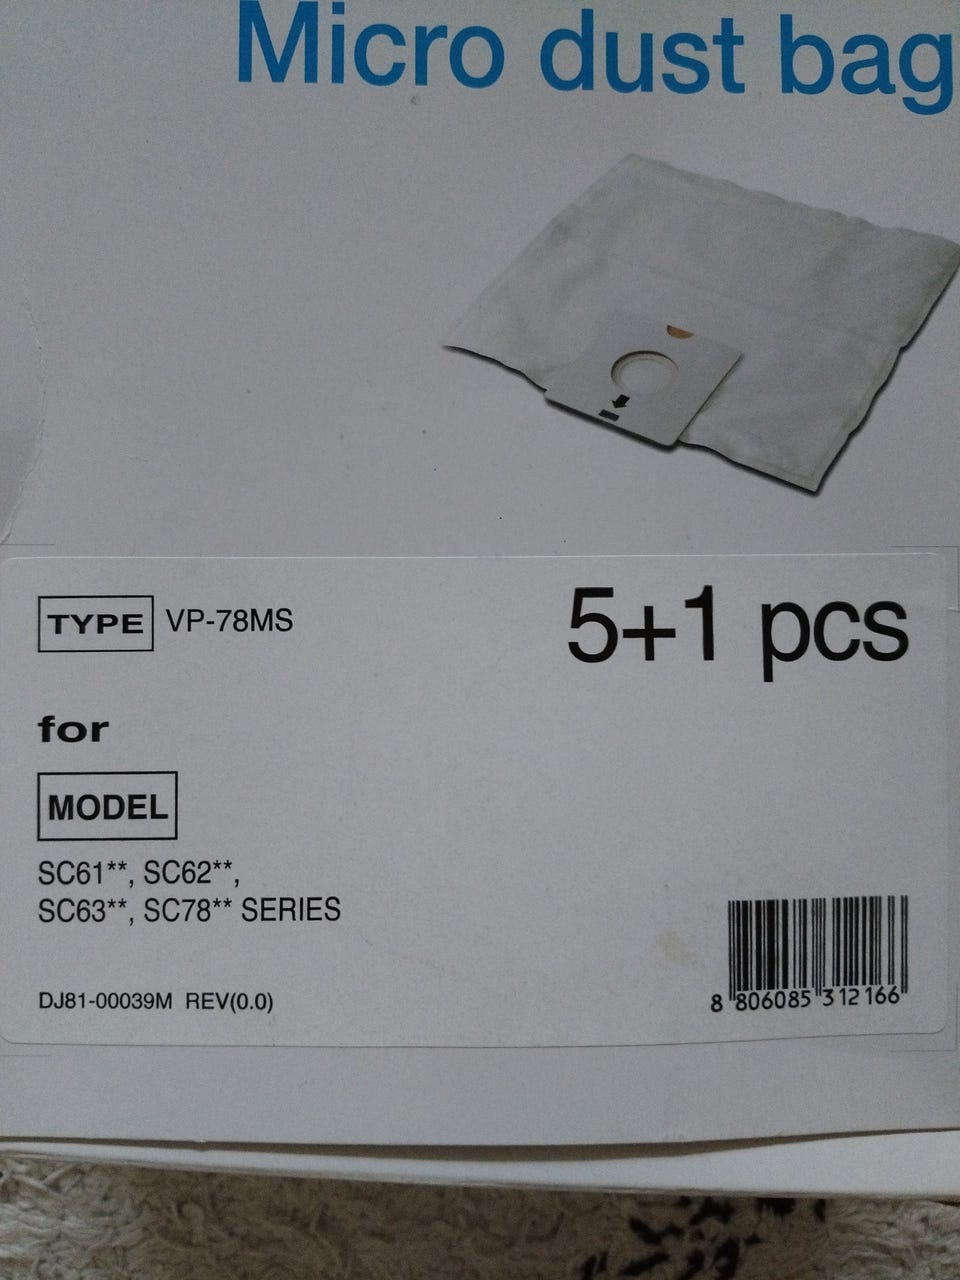 Micro dust bag
TYPE VP-78MS
5+1 pcs
for
MODEL
SC61**, SC62**,
SC63**, SC78** SERIES
DJ81-00039M REV(0.0)
8 806085 312166